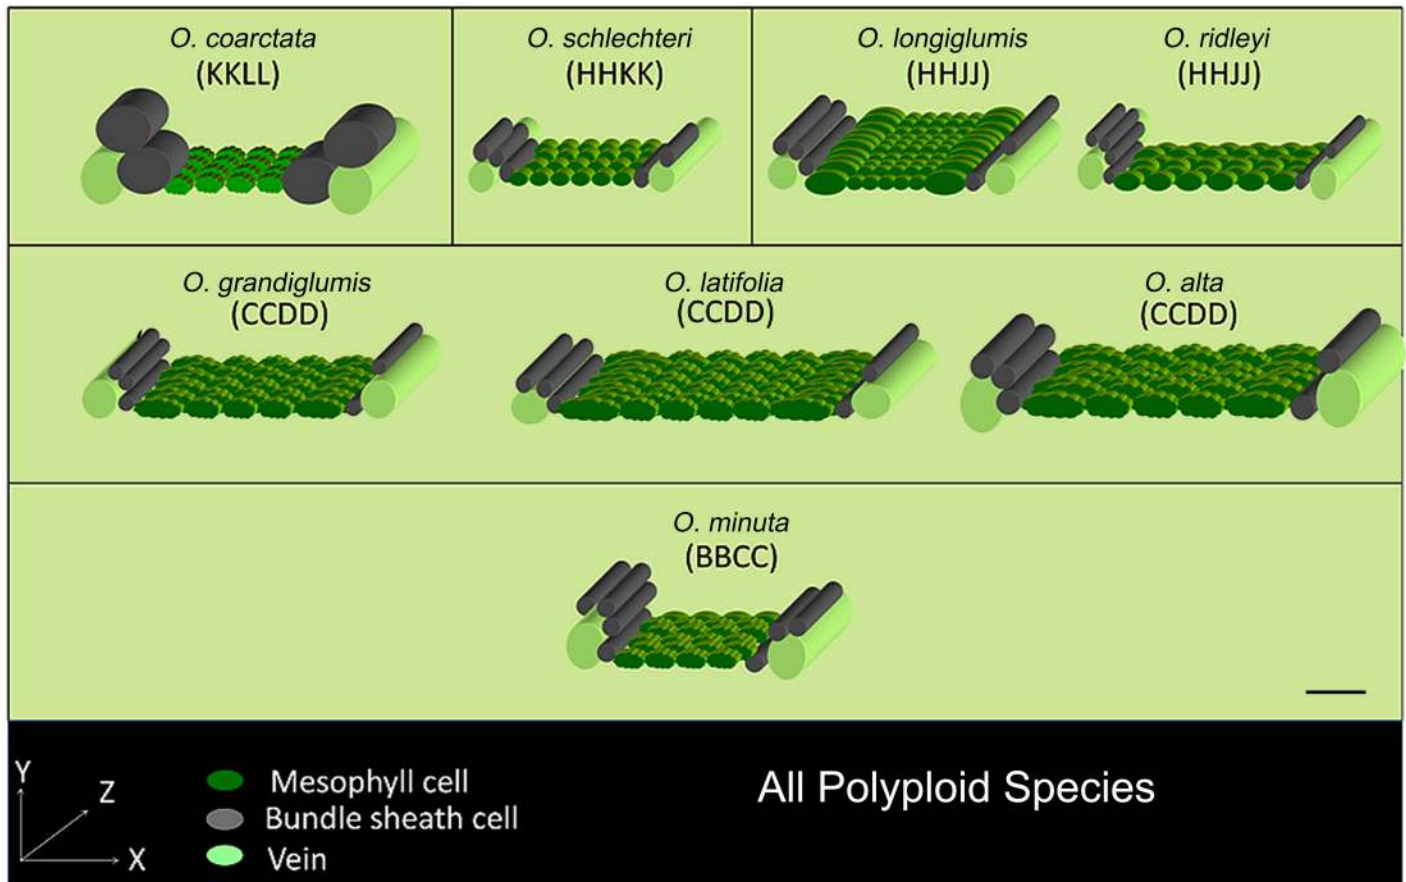 O. coarctata
(KKLL)
O. schlechteri
(HHKK)
O. longiglumis
(HHJJ)
O. ridleyi
(HHJJ)
O. grandiglumis
(CCDD)
O. latifolia
(CCDD)
O. alta
(CCDD)
O. minuta
(BBCC)
Y
Z
X
Mesophyll cell
Bundle sheath cell
Vein
All Polyploid Species